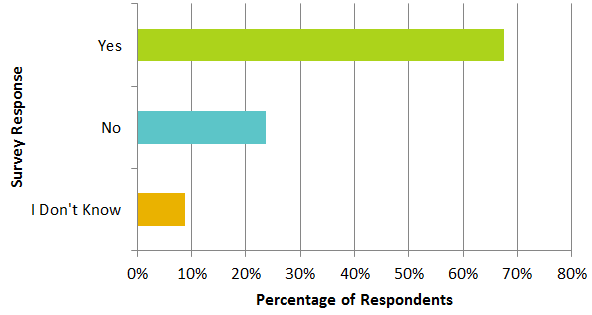 Yes
No
I Don't Know
Survey Response
0% 10% 20% 30% 40% 50% 60% 70% 80%
Percentage of Respondents